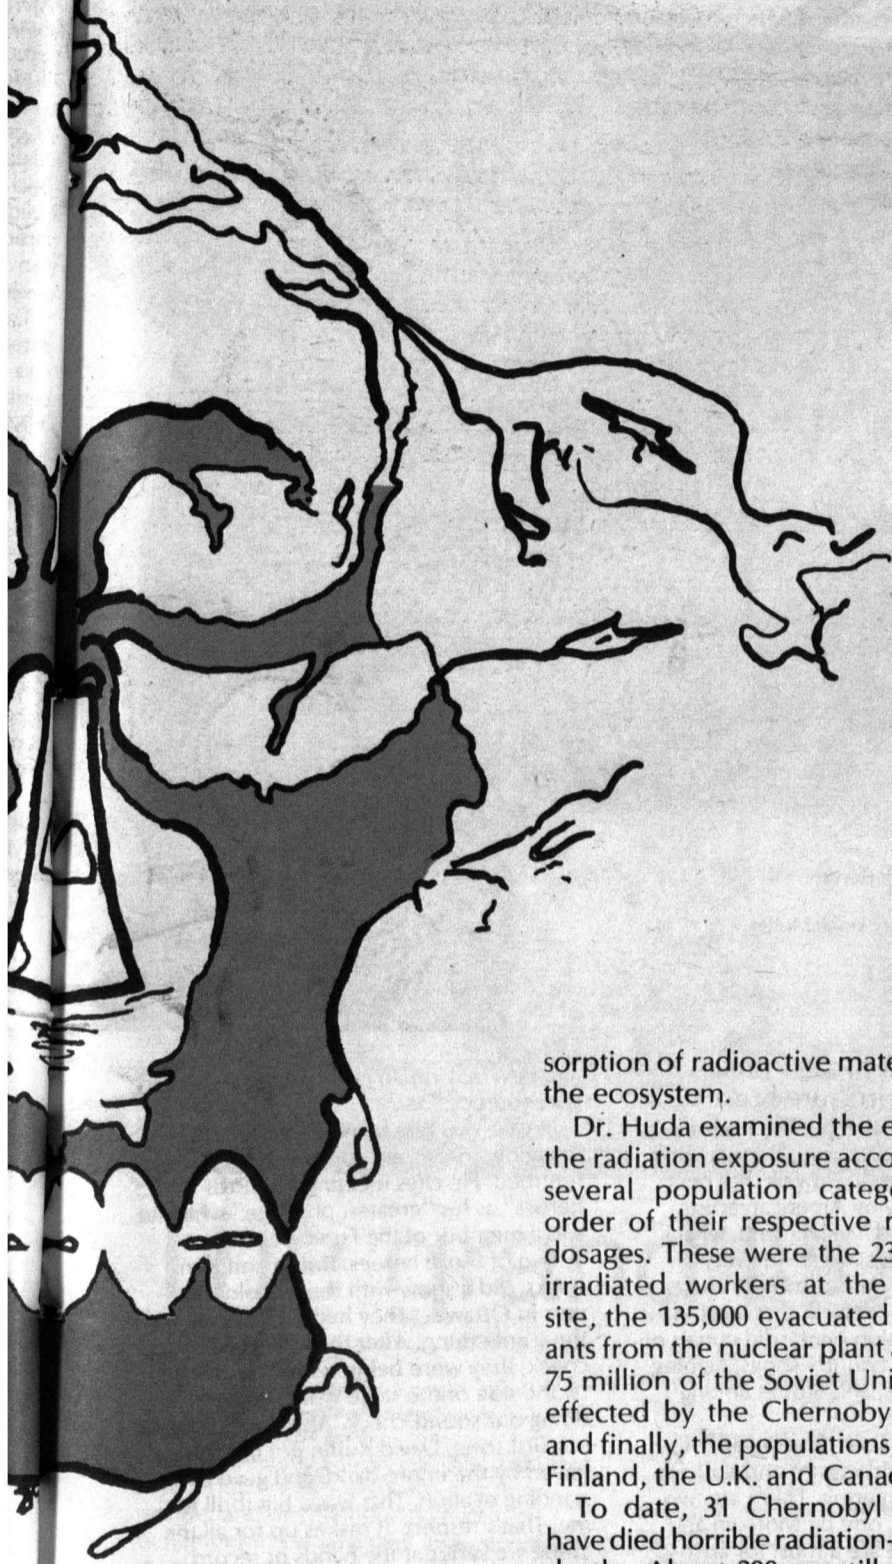 sorption of radioactive mate
the ecosystem.
Dr. Huda examined the e
the radiation exposure acco
several population catego
order of their respective r
dosages. These were the 23
irradiated workers at the
site, the 135,000 evacuated
ants from the nuclear plant
75 million of the Soviet Uni
effected by the Chernoby
and finally, the populations
Finland, the U.K. and Canad
To date, 31 Chernobyl
have died horrible radiation